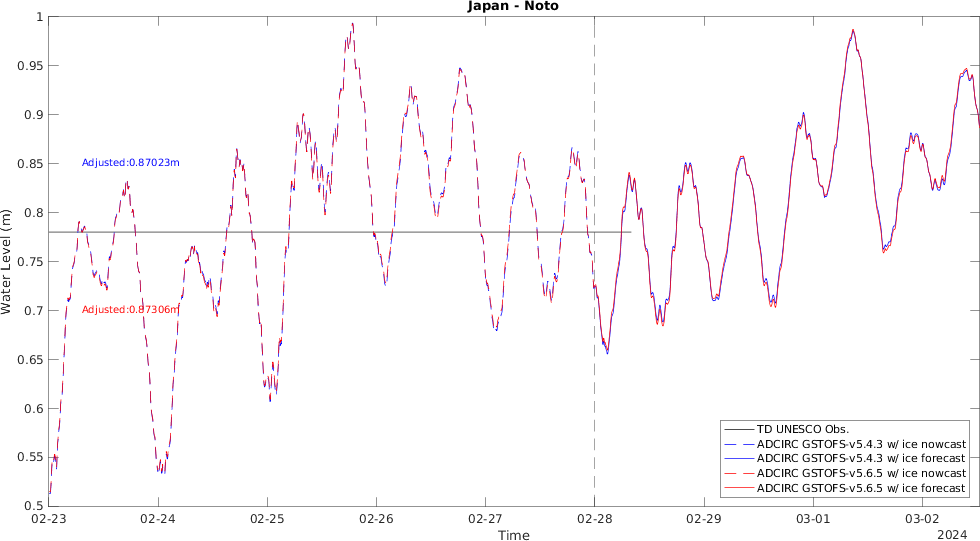 Japan - Noto
Water Level (m)
1
0.95
0.9
0.85
0.8
0.75
0.7
0.65
0.6
0.55
0.5
Adjusted:0.87023m
Adjusted:0.87306m
TD UNESCO Obs.
ADCIRC GSTOFS-v5.4.3 w/ ice nowcast
ADCIRC GSTOFS-v5.4.3 w/ ice forecast
ADCIRC GSTOFS-v5.6.5 w/ ice nowcast
ADCIRC GSTOFS-v5.6.5 w/ ice forecast
02-23 02-24 02-25 02-26 02-27 02-28 02-29 03-01 03-02
Time
2024